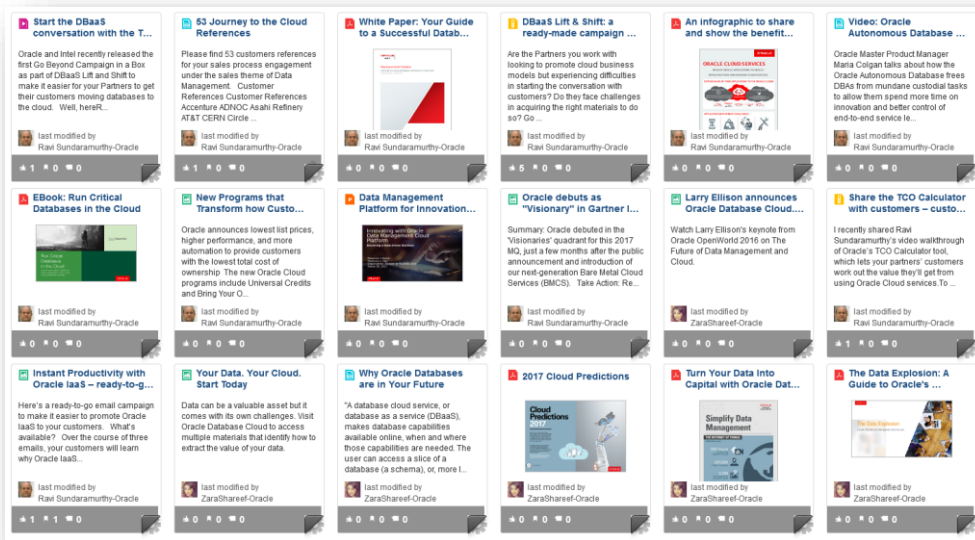 Start the DBaaS
conversation with the T...
Oracle and Intel recently released the
first Go Beyond Campaign in a Box
as part of DBaaS Lift and Shift to
make it easier for your Partners to get
their customers moving databases to
the cloud. Well, hereR...
last modified by
Ravi Sundaramurthy-Oracle
1 0 0
53 Journey to the Cloud
References
Please find 53 customers references
for your sales process engagement
under the sales theme of Data
Management. Customer
References Customer References
Accenture ADNOC Asahi Refinery
AT&T CERN Circle ...
last modified by
Ravi Sundaramurthy-Oracle
1 0 0
White Paper: Your Guide
to a Successful Datab...
last modified by
Ravi Sundaramurthy-Oracle
0 0 0
DBaaS Lift & Shift: a
ready-made campaign ...
Are the Partners you work with
looking to promote cloud business
models but experiencing difficulties
in starting the conversation with
customers? Do they face challenges
in acquiring the right materials to do
so? Go ...
last modified by
Ravi Sundaramurthy-Oracle
5 0 0
An infographic to share
and show the benefit...
ORACLE CLOUD SERVICES
last modified by
Ravi Sundaramurthy-Oracle
0 0 0
Video: Oracle
Autonomous Database ...
Oracle Master Product Manager
Maria Colgan talks about how the
Oracle Autonomous Database frees
DBAs from mundane custodial tasks
to allow them spend more time on
innovation and better control of
end-to-end service le...
last modified by
Ravi Sundaramurthy-Oracle
0 0 0
EBook: Run Critical
Databases in the Cloud
Run Critical
Databases
in the Cloud
last modified by
Ravi Sundaramurthy-Oracle
0 0 0
New Programs that
Transform how Custo...
Oracle announces lowest list prices,
higher performance, and more
automation to provide customers
with the lowest total cost of
ownership The new Oracle Cloud
programs include Universal Credits
and Bring Your O...
last modified by
Ravi Sundaramurthy-Oracle
0 0 0
Data Management
Platform for Innovation...
Innovating with Oracle
Data Management Cloud
Platform
last modified by
Ravi Sundaramurthy-Oracle
0 0 0
Oracle debuts as
"Visionary" in Gartner I...
Summary: Oracle debuted in the
'Visionaries' quadrant for this 2017
MQ, just a few months after the public
announcement and introduction of
our next-generation Bare Metal Cloud
Services (BMCS). Take Action: Re...
last modified by
Ravi Sundaramurthy-Oracle
0 0 0
Larry Ellison announces
Oracle Database Cloud....
Watch Larry Ellison's keynote from
Oracle OpenWorld 2016 on The
Future of Data Management and
Cloud.
last modified by
ZaraShareef-Oracle
0 0 0
Share the TCO Calculator
with customers – custo...
I recently shared Ravi
Sundaramurthy's video walkthrough
of Oracle's TCO Calculator tool,
which lets your partners' customers
work out the value they'll get from
using Oracle Cloud services.To ...
last modified by
Ravi Sundaramurthy-Oracle
1 0 0
Instant Productivity with
Oracle IaaS – ready-to-g...
Here's a ready-to-go email campaign
to make it easier to promote Oracle
IaaS to your customers. What's
available? Over the course of three
emails, your customers will learn
why Oracle IaaS...
last modified by
Ravi Sundaramurthy-Oracle
1 1 0
Your Data. Your Cloud.
Start Today
Data can be a valuable asset but it
comes with its own challenges. Visit
Oracle Database Cloud to access
multiple materials that identify how to
extract the value of your data.
last modified by
ZaraShareef-Oracle
0 0 0
Why Oracle Databases
are in Your Future
"A database cloud service, or
database as a service (DBaaS),
makes database capabilities
available online, when and where
those capabilities are needed. The
user can access a slice of a
database (a schema), or, more l...
last modified by
ZaraShareef-Oracle
0 0 0
2017 Cloud Predictions
Cloud
Predictions
2017
last modified by
ZaraShareef-Oracle
0 0 0
Turn Your Data Into
Capital with Oracle Dat...
Simplify Data
Management
last modified by
ZaraShareef-Oracle
0 0 0
The Data Explosion: A
Guide to Oracle's ...
The Data Explosion
last modified by
ZaraShareef-Oracle
1 0 0